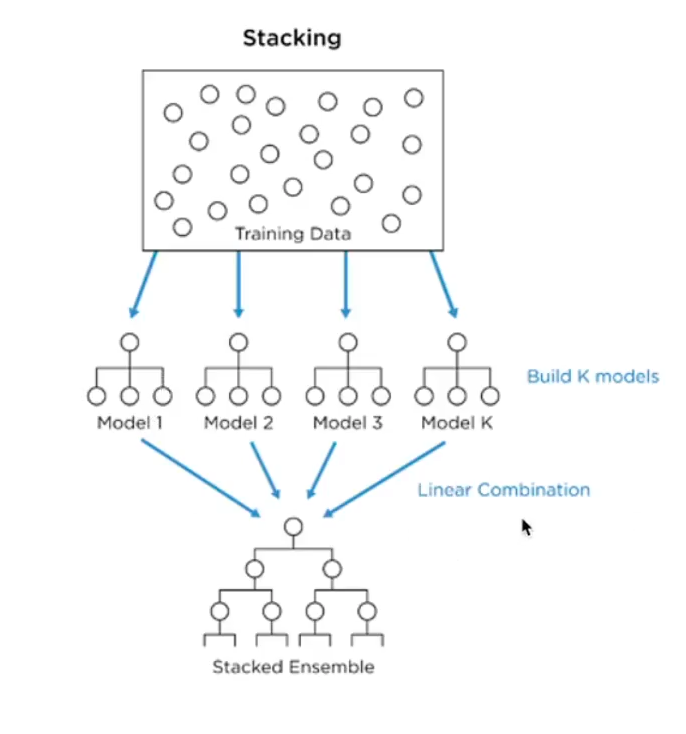 Stacking
Training Data
Build K models
Model 1
Model 2
Model 3
Model K
Linear Combination
Stacked Ensemble